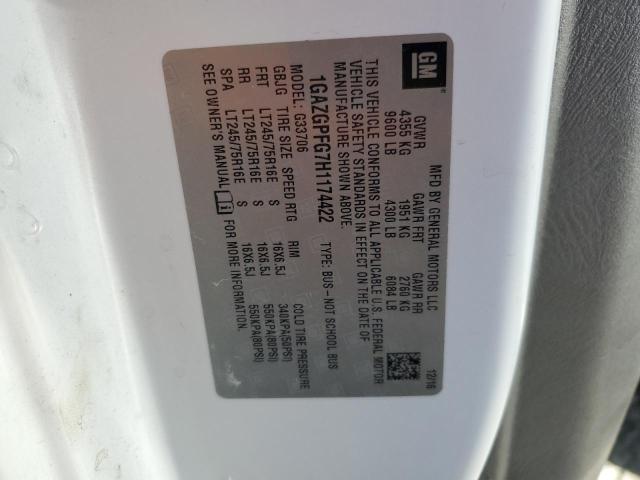 GM
MFD BY GENERAL MOTORS LLC 12/16
GVWR GAWR FRT GAWR RR
4355 KG 1951 KG 2760 KG
9600 LB 4300 LB 6084 LB
THIS VEHICLE CONFORMS TO ALL APPLICABLE U.S. FEDERAL MOTOR
VEHICLE SAFETY STANDARDS IN EFFECT ON THE DATE OF
MANUFACTURE SHOWN ABOVE.
1GAZGPFG7H1174422 TYPE: BUS– NOT SCHOOL BUS
MODEL: G33706
GBJG TIRE SIZE SPEED RTG RIM COLD TIRE PRESSURE
FRT LT245/75R16E S 16X6.5J 340KPA(50PSI)
RR LT245/75R16E S 16X6.5J 550KPA(80PSI)
SPA LT245/75R16E S 16X6.5J 550KPA(80PSI)
SEE OWNER'S MANUAL i FOR MORE INFORMATION.